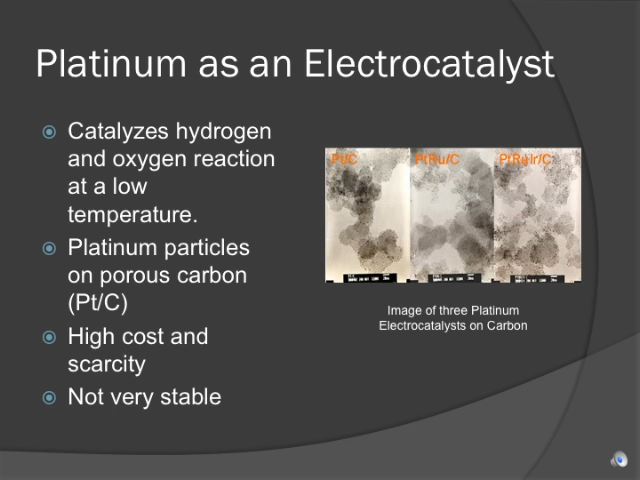 Platinum as an Electrocatalyst
Catalyzes hydrogen
and oxygen reaction
at a low
temperature.
Platinum particles
on porous carbon
(Pt/C)
High cost and
scarcity
Not very stable
Pt/C
PtRu/C
PtRuIr/C
Image of three Platinum
Electrocatalysts on Carbon